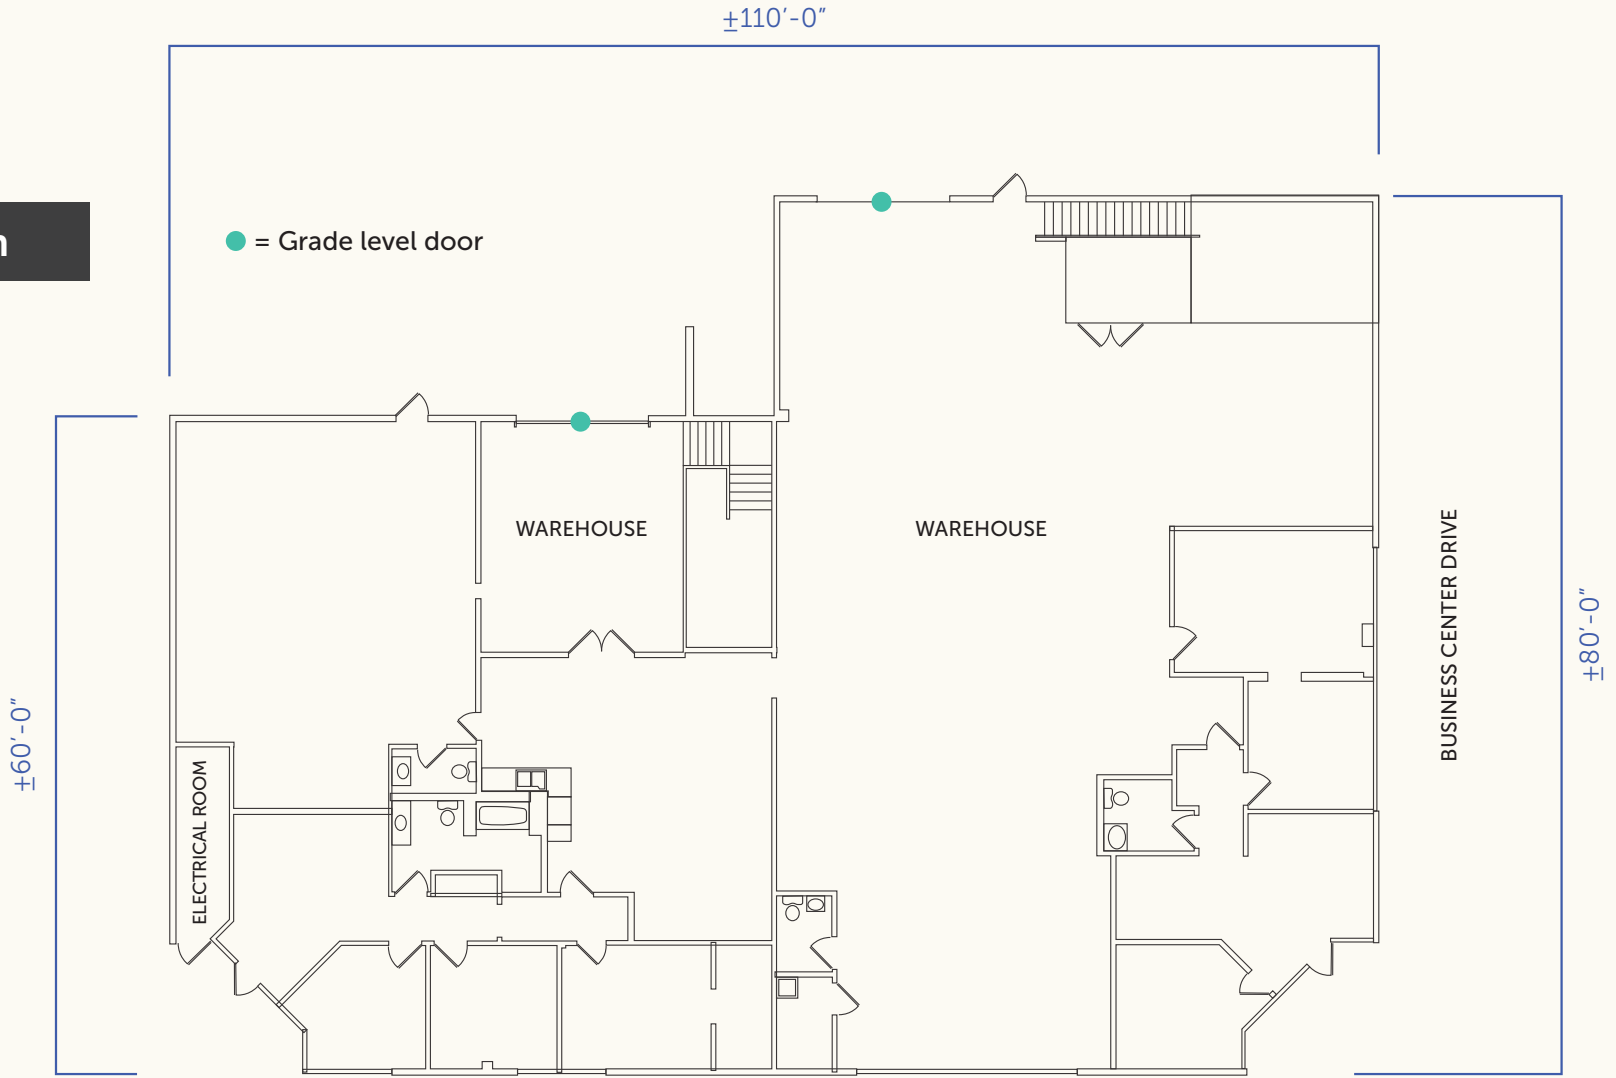 ±110’-0”
n
= Grade level door
WAREHOUSE
WAREHOUSE
BUSINESS CENTER DRIVE
±80’-0”
±60’-0”
ELECTRICAL ROOM